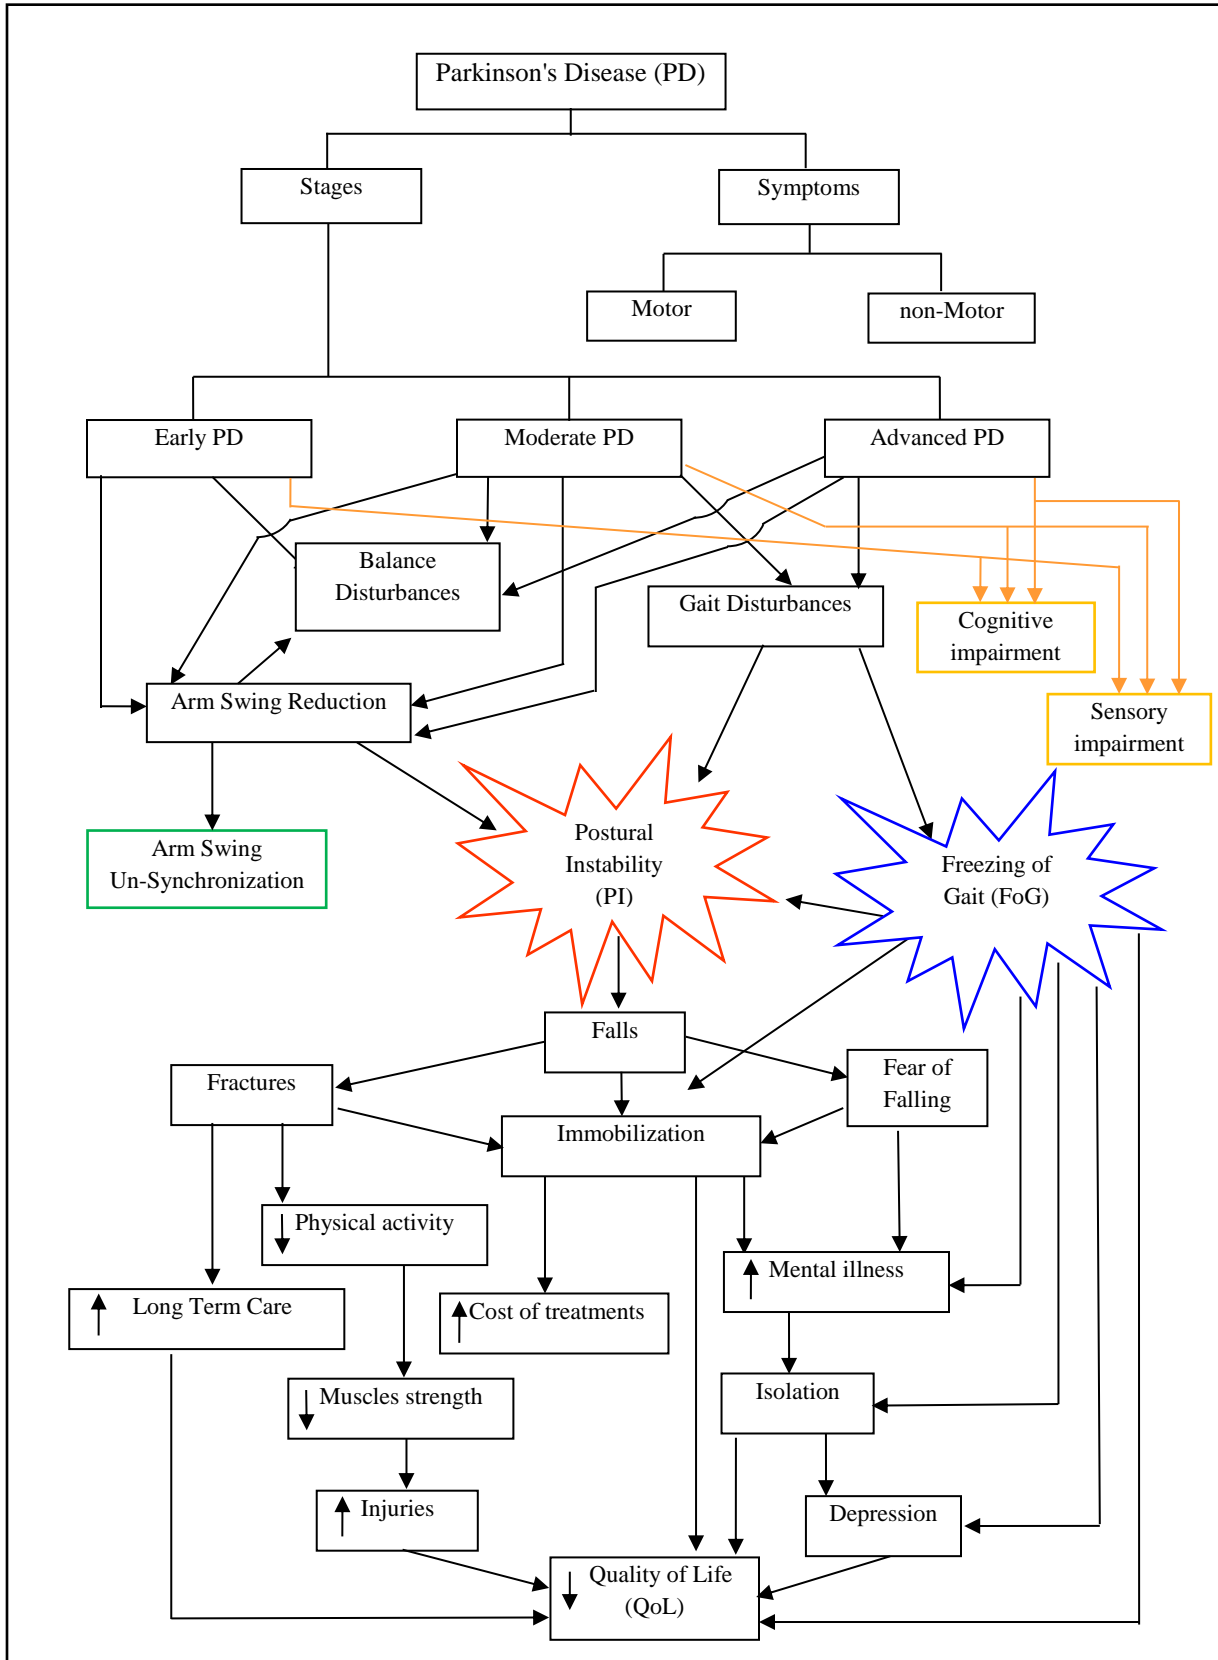 Parkinson's Disease (PD)
Stages
Symptoms
Motor
non-Motor
Early PD
Moderate PD
Advanced PD
Balance
Disturbances
Gait Disturbances
Cognitive
impairment
Arm Swing Reduction
Sensory
impairment
Arm Swing
Un-Synchronization
Postural
Instability
(PI)
Freezing of
Gait (FoG)
Falls
Fractures
Fear of
Falling
Immobilization
Physical activity
Mental illness
Long Term Care
Cost of treatments
Muscles strength
Isolation
Injuries
Depression
Quality of Life
(QoL)